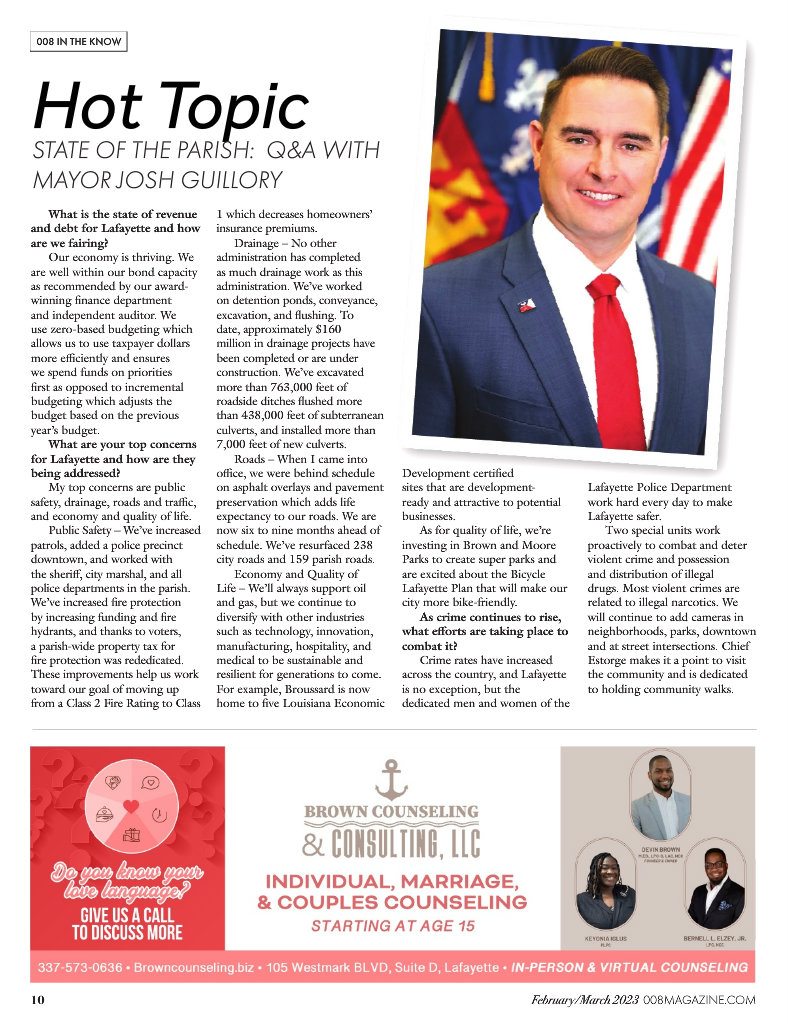 008 IN THE KNOW
Hot Topic
STATE OF THE PARISH: Q&A WITH
MAYOR JOSH GUILLORY
What is the state of revenue
and debt for Lafayette and how
are we fairing?
Our economy is thriving. We
are well within our bond capacity
as recommended by our award-
winning finance department
and independent auditor. We
use zero-based budgeting which
allows us to use taxpayer dollars
more efficiently and ensures
we spend funds on priorities
first as opposed to incremental
budgeting which adjusts the
budget based on the previous
year's budget.
What are your top concerns
for Lafayette and how are they
being addressed?
My top concerns are public
safety, drainage, roads and traffic,
and economy and quality of life.
Public Safety – We've increased
patrols, added a police precinct
downtown, and worked with
the sheriff, city marshal, and all
police departments in the parish.
We've increased fire protection
by increasing funding and fire
hydrants, and thanks to voters,
a parish-wide property tax for
fire protection was rededicated.
These improvements help us work
toward our goal of moving up
from a Class 2 Fire Rating to Class
1 which decreases homeowners'
insurance premiums.
Drainage – No other
administration has completed
as much drainage work as this
administration. We've worked
on detention ponds, conveyance,
excavation, and flushing. To
date, approximately $160
million in drainage projects have
been completed or are under
construction. We've excavated
more than 763,000 feet of
roadside ditches flushed more
than 438,000 feet of subterranean
culverts, and installed more than
7,000 feet of new culverts.
Roads – When I came into
office, we were behind schedule
on asphalt overlays and pavement
preservation which adds life
expectancy to our roads. We are
now six to nine months ahead of
schedule. We've resurfaced 238
city roads and 159 parish roads.
Economy and Quality of
Life – We'll always support oil
and gas, but we continue to
diversify with other industries
such as technology, innovation,
manufacturing, hospitality, and
medical to be sustainable and
resilient for generations to come.
For example, Broussard is now
home to five Louisiana Economic
Development certified
sites that are development-
ready and attractive to potential
businesses.
As for quality of life, we're
investing in Brown and Moore
Parks to create super parks and
are excited about the Bicycle
Lafayette Plan that will make our
city more bike-friendly.
As crime continues to rise,
what efforts are taking place to
combat it?
Crime rates have increased
across the country, and Lafayette
is no exception, but the
dedicated men and women of the
Lafayette Police Department
work hard every day to make
Lafayette safer.
Two special units work
proactively to combat and deter
violent crime and possession
and distribution of illegal
drugs. Most violent crimes are
related to illegal narcotics. We
will continue to add cameras in
neighborhoods, parks, downtown
and at street intersections. Chief
Estorge makes it a point to visit
the community and is dedicated
to holding community walks.
Do you know your
love language?
GIVE US A CALL
TO DISCUSS MORE
BROWN COUNSELING
& CONSULTING, LLC
INDIVIDUAL, MARRIAGE,
& COUPLES COUNSELING
STARTING AT AGE 15
DEVIN BROWN
FOUNDER & OWNER
KEYONIA IGLUS
PLPC
BERNELL L. ELZEY, JR.
LPC, NCC
337-573-0636 • Browncounseling.biz • 105 Westmark BLVD, Suite D, Lafayette • IN-PERSON & VIRTUAL COUNSELING
10
February/March 2023 008MAGAZINE.COM